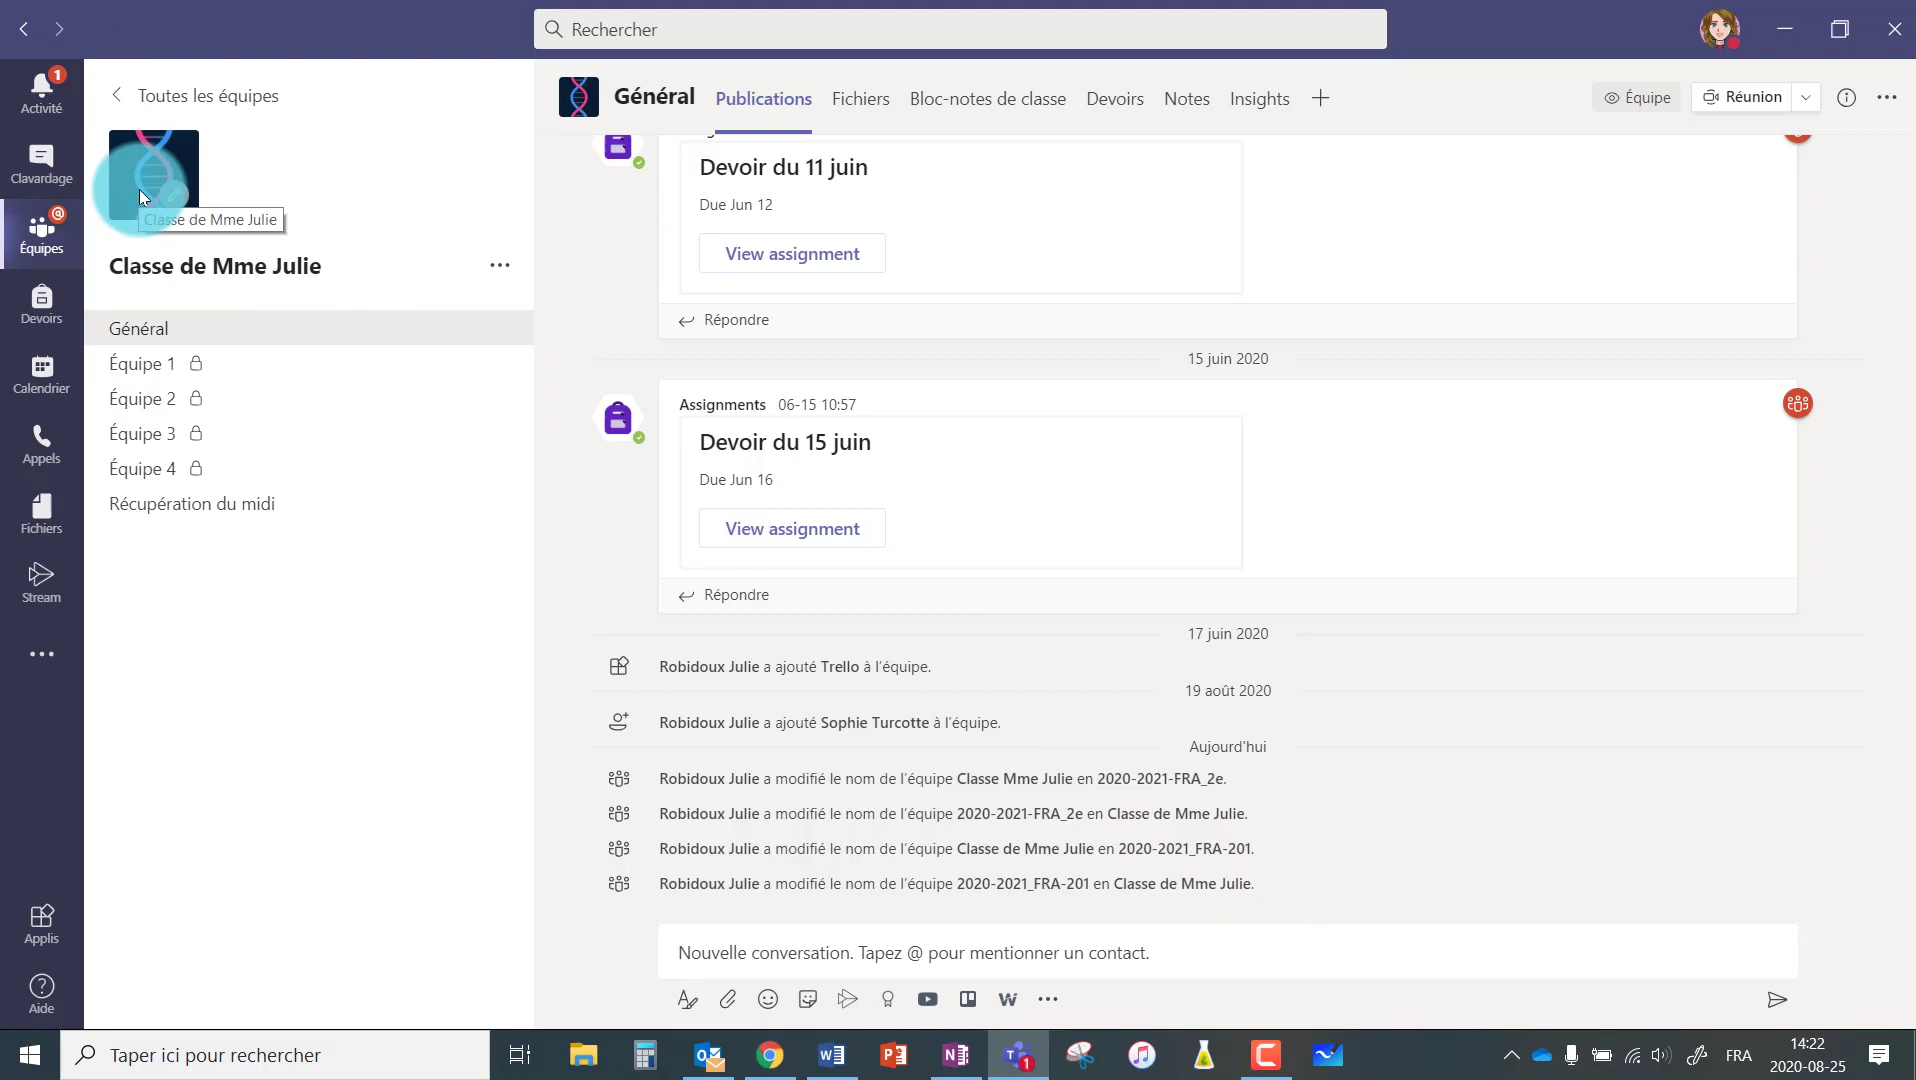 Rechercher
1
Activité
Clavardage
@
Équipes
Devoirs
Calendrier
Appels
Fichiers
Stream
Applis
Aide
Toutes les équipes
Classe de Mme Julie
Classe de Mme Julie
Général
Équipe 1
Équipe 2
Équipe 3
Équipe 4
Récupération du midi
Général Publications Fichiers Bloc-notes de classe Devoirs Notes Insights
Équipe Réunion
Devoir du 11 juin
Due Jun 12
View assignment
Répondre
15 juin 2020
Assignments 06-15 10:57
Devoir du 15 juin
Due Jun 16
View assignment
Répondre
17 juin 2020
Robidoux Julie a ajouté Trello à l'équipe.
19 août 2020
Robidoux Julie a ajouté Sophie Turcotte à l'équipe.
Aujourd'hui
Robidoux Julie a modifié le nom de l'équipe Classe Mme Julie en 2020-2021-FRA_2e.
Robidoux Julie a modifié le nom de l'équipe 2020-2021-FRA_2e en Classe de Mme Julie.
Robidoux Julie a modifié le nom de l'équipe Classe de Mme Julie en 2020-2021_FRA-201.
Robidoux Julie a modifié le nom de l'équipe 2020-2021_FRA-201 en Classe de Mme Julie.
Nouvelle conversation. Tapez @ pour mentionner un contact.
Taper ici pour rechercher
FRA
14:22
2020-08-25